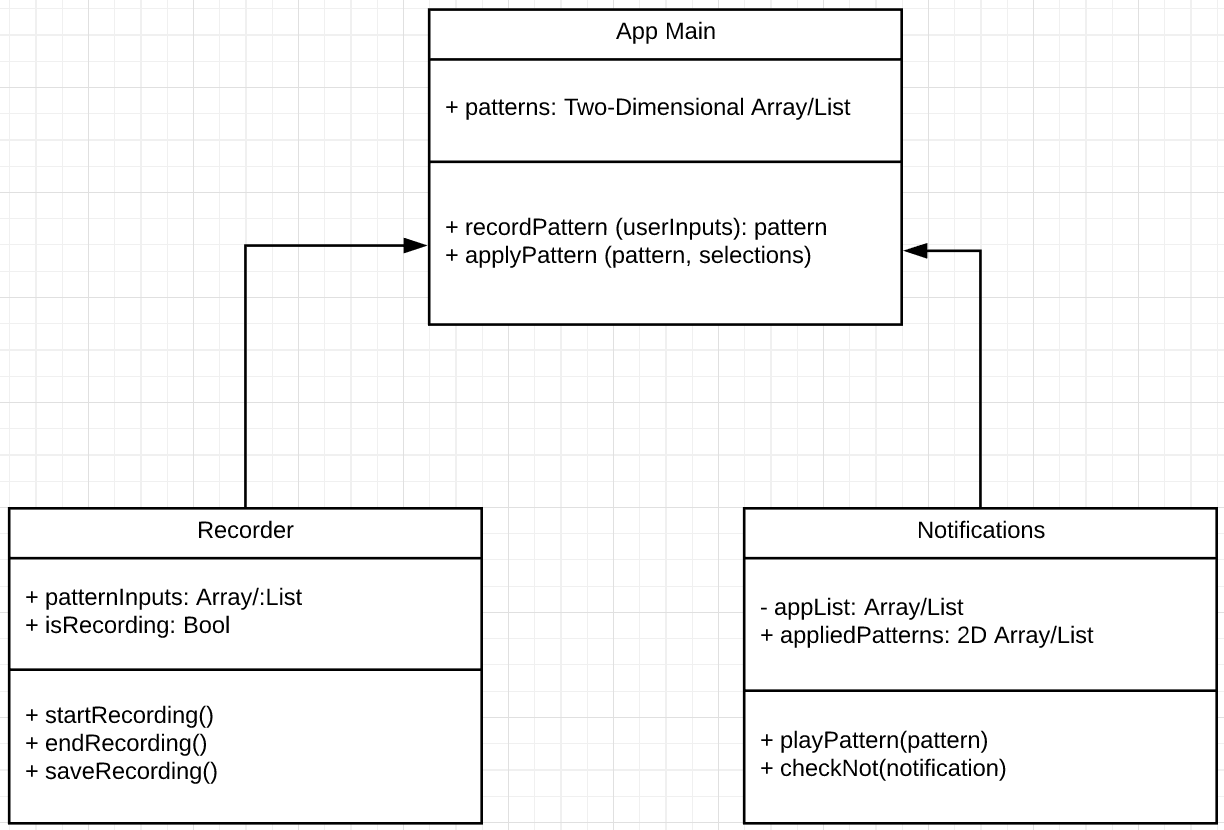 App Main
+ patterns: Two-Dimensional Array/List
+ recordPattern (userInputs): pattern
+ applyPattern (pattern, selections)
Recorder
+ patternInputs: Array/:List
+ isRecording: Bool
+ startRecording()
+ endRecording()
+ saveRecording()
Notifications
- appList: Array/List
+ appliedPatterns: 2D Array/List
+ playPattern(pattern)
+ checkNot(notification)